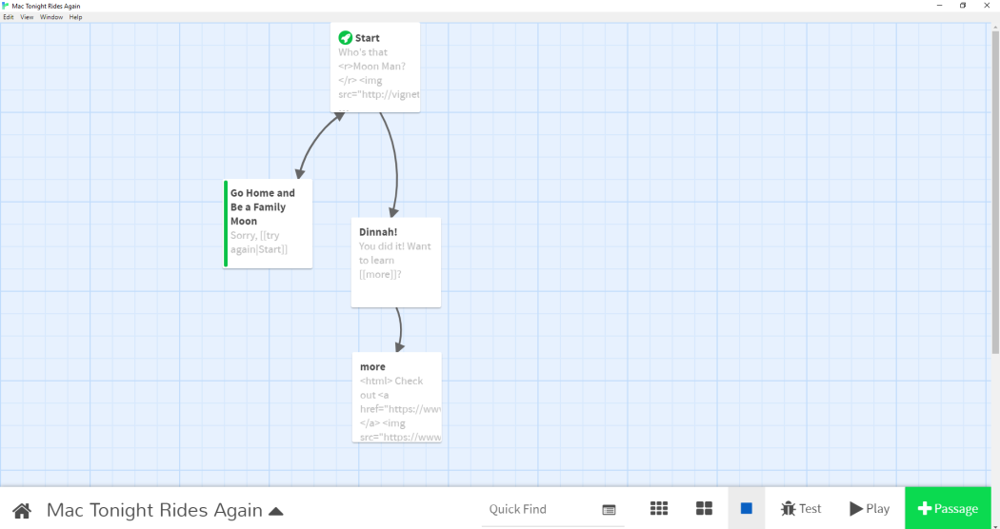 Mac Tonight Rides Again
Edit View Window Help
Start
Who's that
<r>Moon Man?
</r> <img
src="http://vignet
Go Home and
Be a Family
Moon
Sorry, [[try
again|Start]]
Dinnah!
You did it! Want
to learn
[[more]]?
more
<html> Check
out <a
href="https://www
</a> <img
src="https://www
Mac Tonight Rides Again
Quick Find
Test
Play
Passage